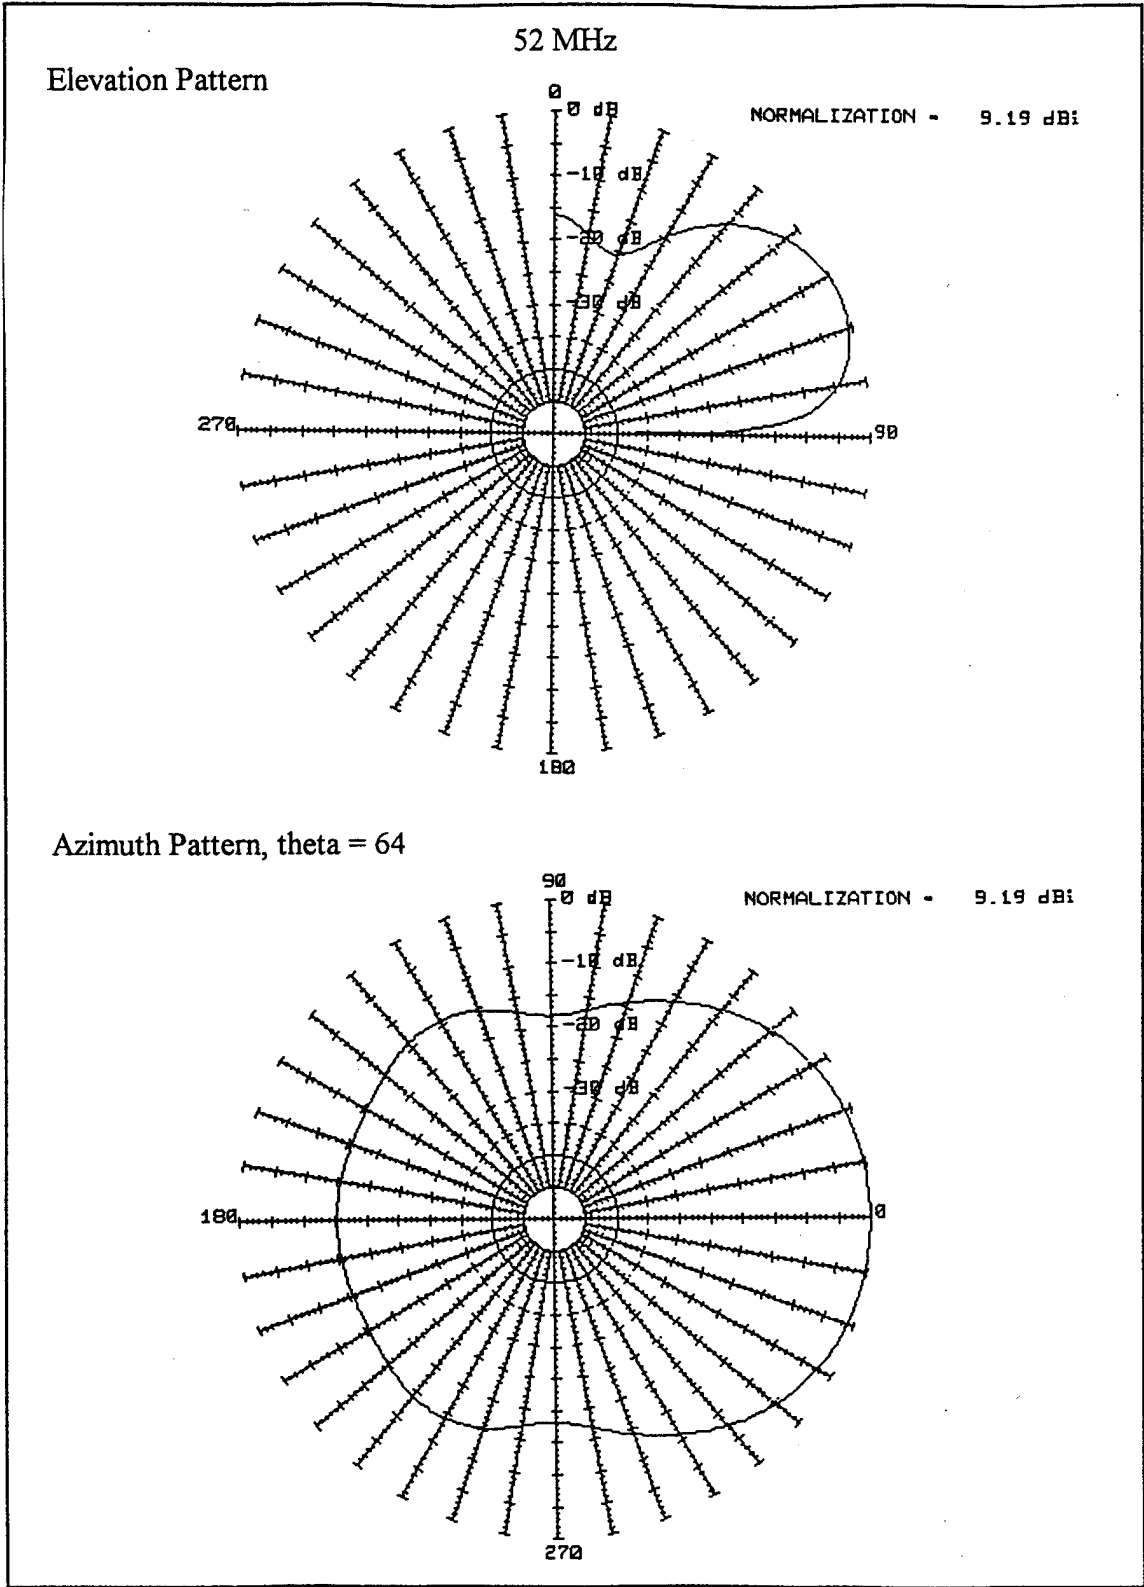 52 MHz
Elevation Pattern
0
0 dB
NORMALIZATION - 9.19 dBi
-10 dB
-20 dB
-30 dB
270
90
180
Azimuth Pattern, theta = 64
90
0 dB
NORMALIZATION - 9.19 dBi
-10 dB
-20 dB
-30 dB
180
0
270